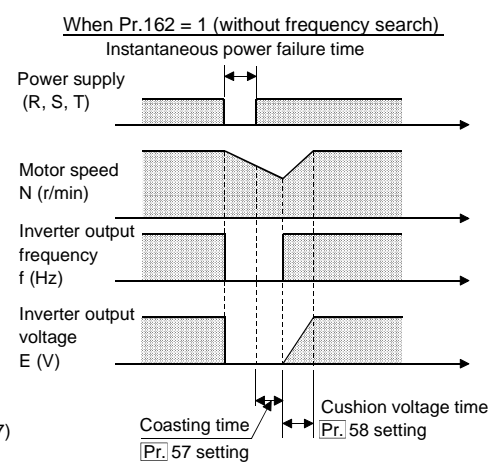 When Pr.162 = 1 (without frequency search)
Instantaneous power failure time
Power supply
(R, S, T)
Motor speed
N (r/min)
Inverter output
frequency
f (Hz)
Inverter output
voltage
E (V)
7)
Coasting time
Pr. 57 setting
Cushion voltage time
Pr. 58 setting